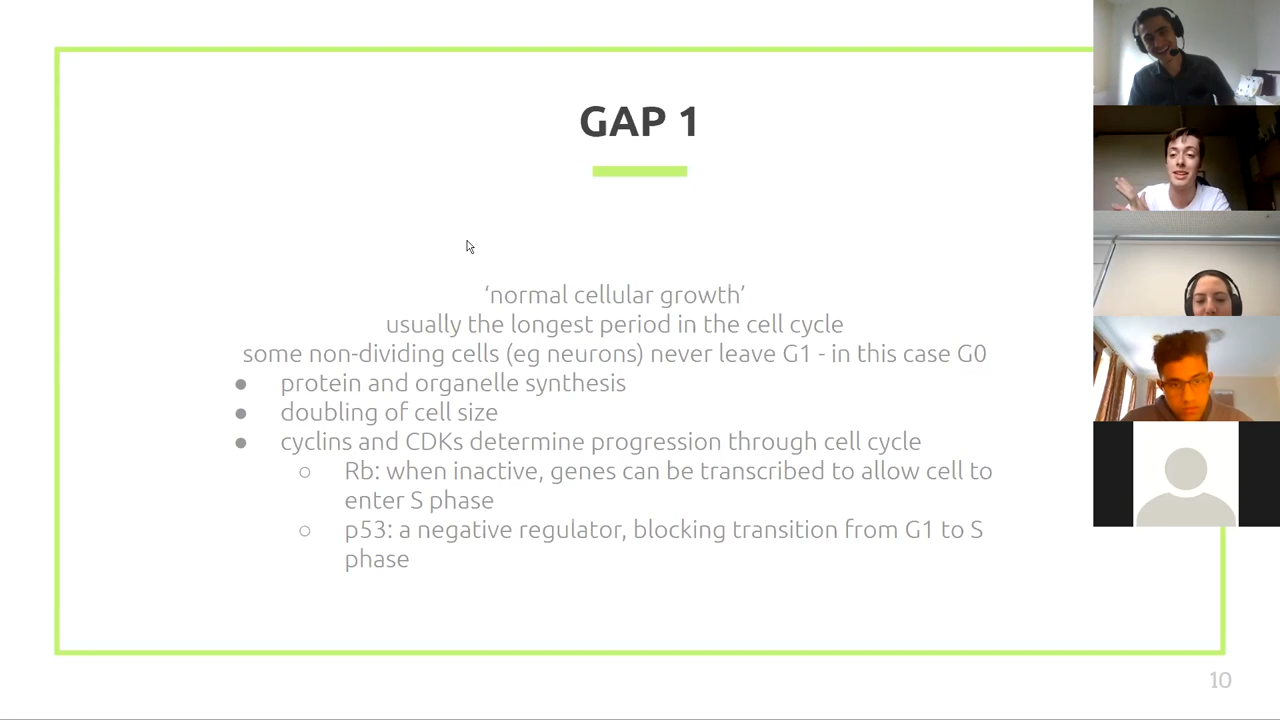 GAP 1
‘normal cellular growth’
usually the longest period in the cell cycle
some non-dividing cells (eg neurons) never leave G1 - in this case G0
● protein and organelle synthesis
● doubling of cell size
● cyclins and CDKs determine progression through cell cycle
○ Rb: when inactive, genes can be transcribed to allow cell to
enter S phase
○ p53: a negative regulator, blocking transition from G1 to S
phase
10